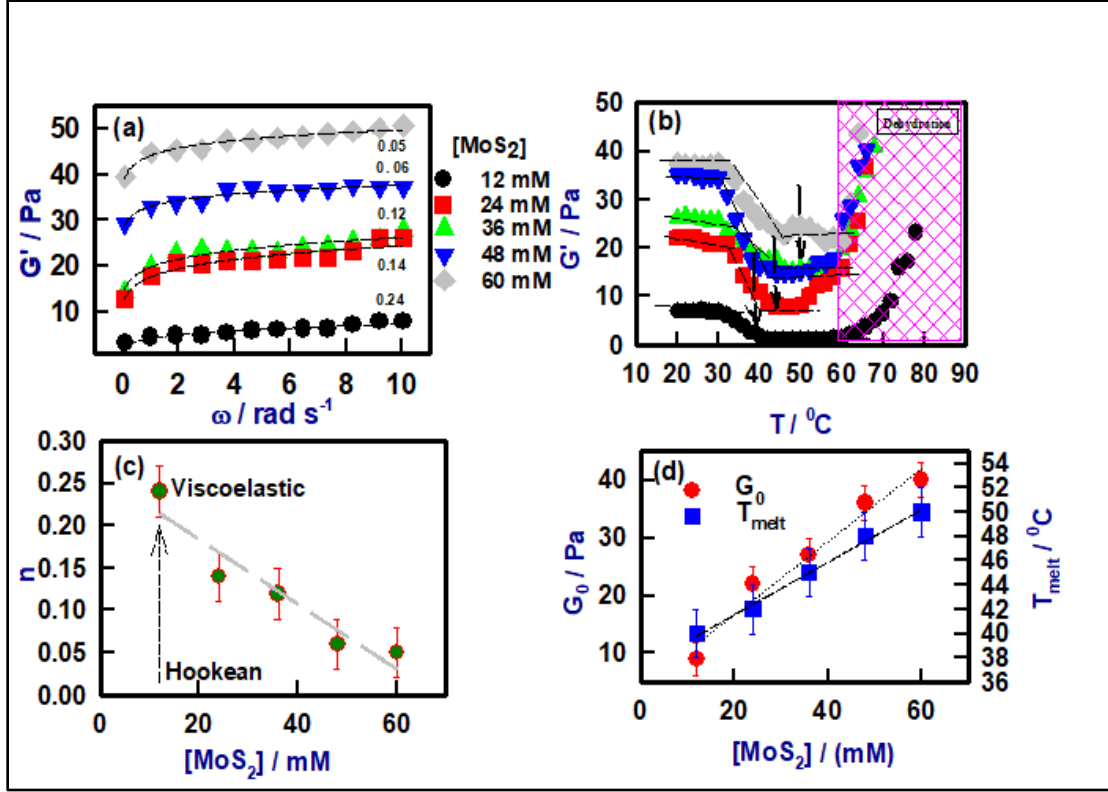 (a)
G' / Pa
50
40
30
20
10
0.05
0.06
0.12
0.14
0.24
0 2 4 6 8 10
ω / rad s⁻¹
[MoS₂]
12 mM
24 mM
36 mM
48 mM
60 mM
(b)
Dehydration
G' / Pa
50
40
30
20
10
0
10 20 30 40 50 60 70 80 90
T / ⁰C
(c)
n
0.30
0.25
0.20
0.15
0.10
0.05
0.00
Viscoelastic
Hookean
0 20 40 60
[MoS₂] / mM
(d)
G₀
Tmelt
G₀ / Pa
40
30
20
10
54
52
50
48
46
44
42
40
38
36
Tmelt / ⁰C
0 20 40 60
[MoS₂] / (mM)